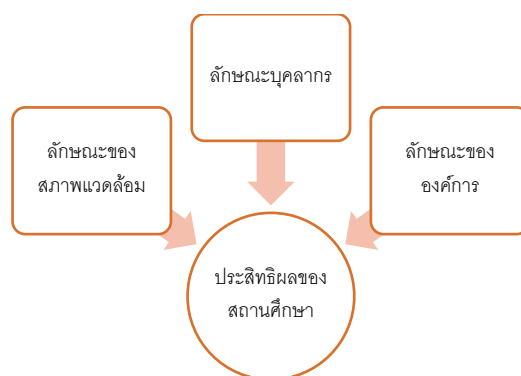 ลักษณะบุคลากร
ลักษณะของ
สภาพแวดล้อม
ลักษณะของ
องค์การ
ประสิทธิผลของ
สถานศึกษา